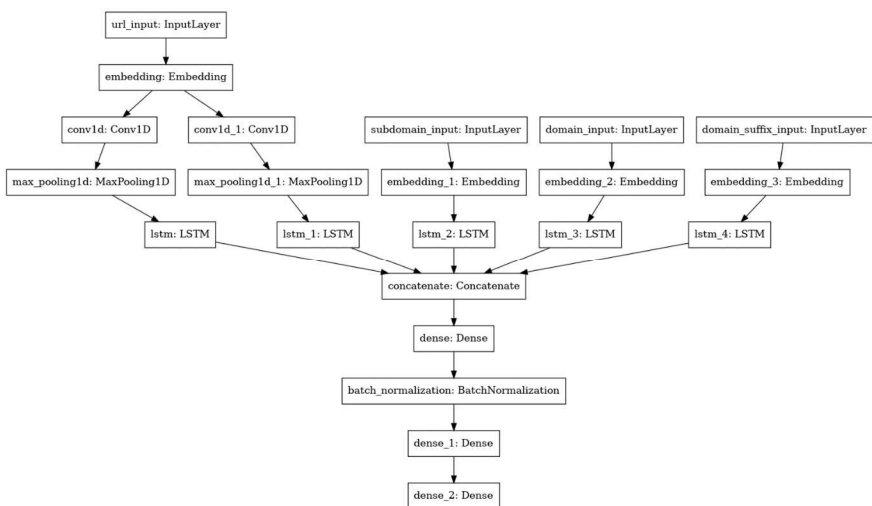 url_input: InputLayer
embedding: Embedding
conv1d: Conv1D
conv1d_1: Conv1D
subdomain_input: InputLayer
domain_input: InputLayer
domain_suffix_input: InputLayer
max_pooling1d: MaxPooling1D
max_pooling1d_1: MaxPooling1D
embedding_1: Embedding
embedding_2: Embedding
embedding_3: Embedding
lstm: LSTM
lstm_1: LSTM
lstm_2: LSTM
lstm_3: LSTM
lstm_4: LSTM
concatenate: Concatenate
dense: Dense
batch_normalization: BatchNormalization
dense_1: Dense
dense_2: Dense